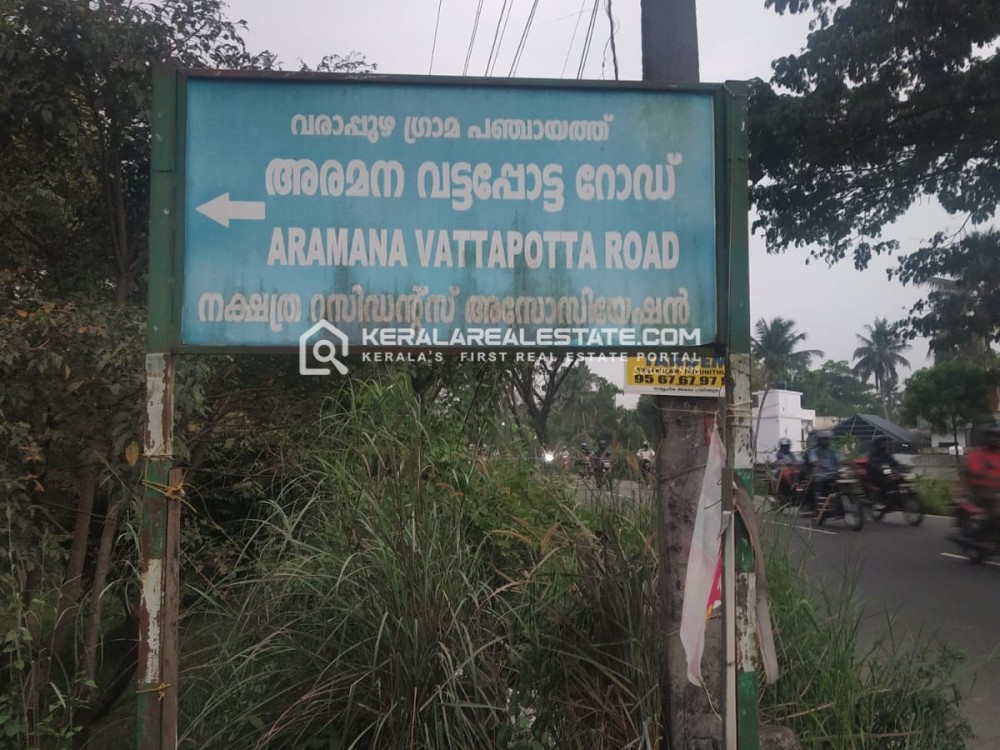 വരാപ്പുഴ ഗ്രാമ പഞ്ചായത്ത്
അരമന വട്ടപ്പോട്ട റോഡ്
ARAMANA VATTAPOTTA ROAD
നക്ഷത്ര റസിഡന്റ്സ് അസോസിയേഷൻ
KERALAREALESTATE.COM
KERALA'S FIRST REAL ESTATE PORTAL
95 67 67 97